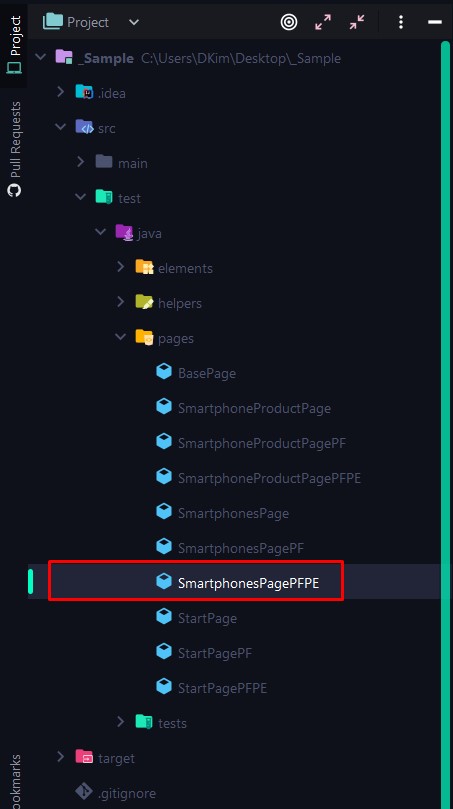 Project
Project
Pull Requests
ookmarks
_Sample C:\Users\DKim\Desktop\_Sample
.idea
src
main
test
java
elements
helpers
pages
BasePage
SmartphoneProductPage
SmartphoneProductPagePF
SmartphoneProductPagePFPE
SmartphonesPage
SmartphonesPagePF
SmartphonesPagePFPE
StartPage
StartPagePF
StartPagePFPE
tests
target
.gitignore